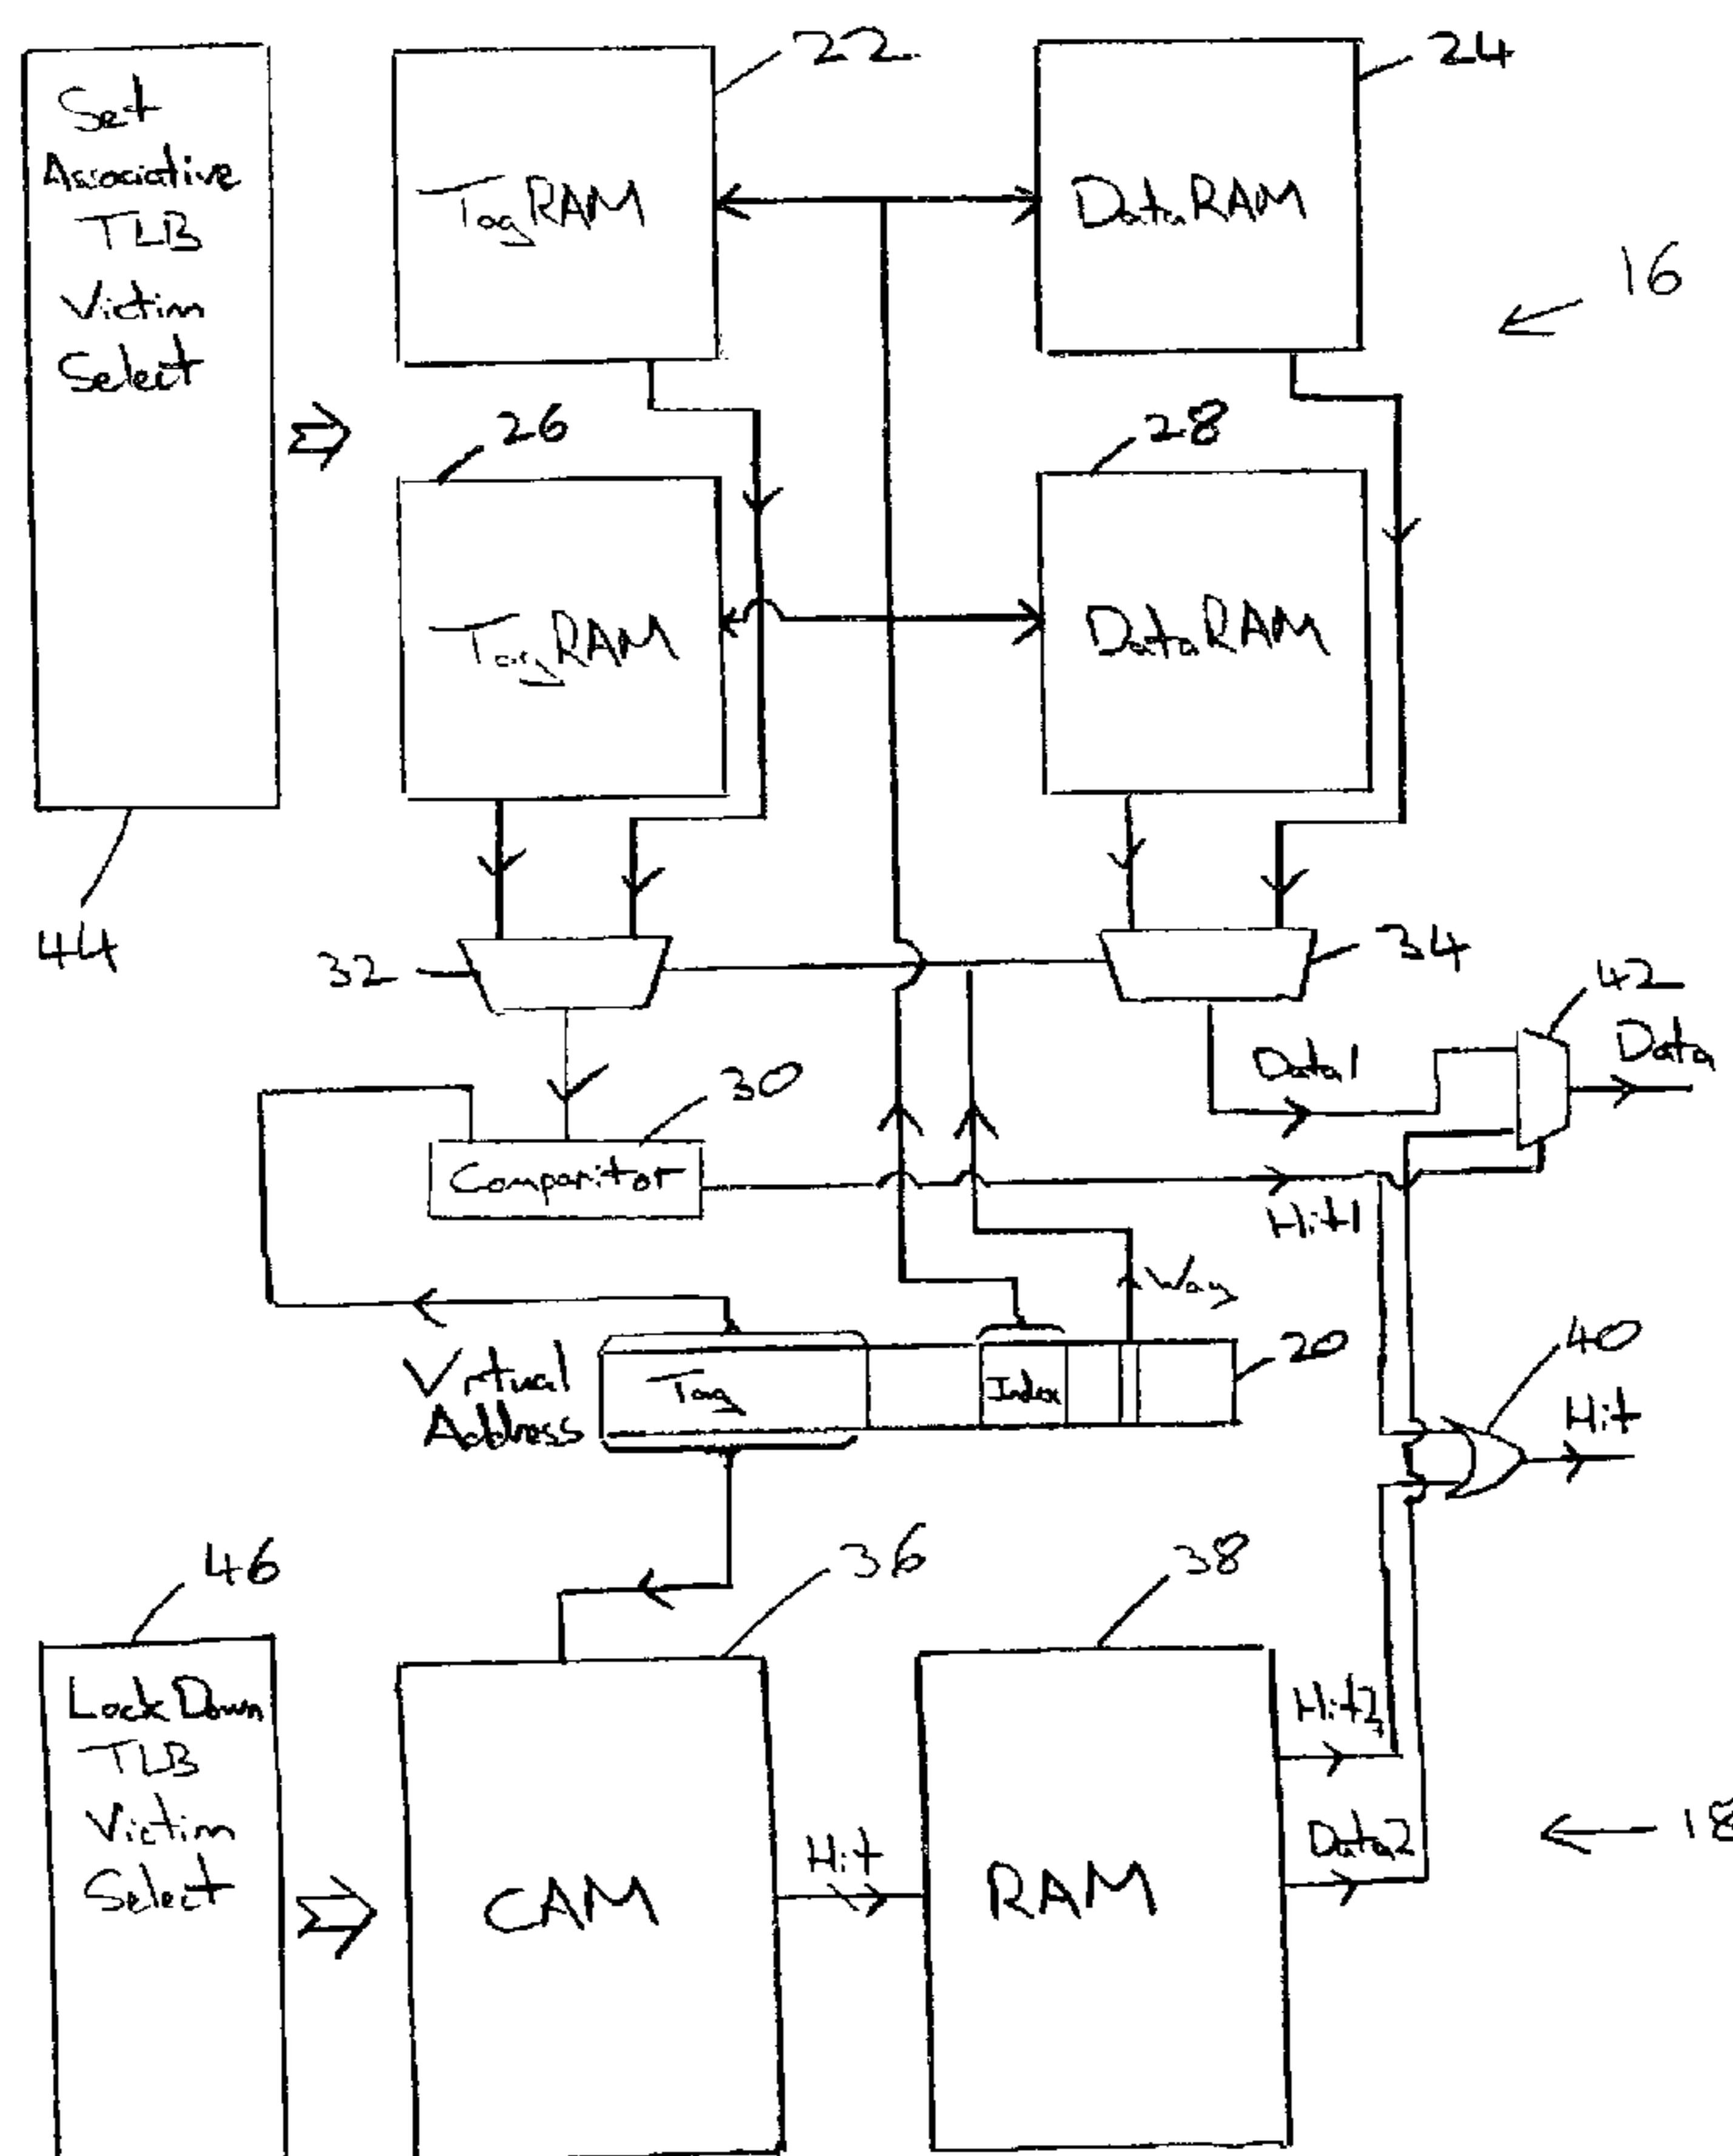 22
24
Set
Associative
TLB
Victim
Select
Tag RAM
Data RAM
16
26
28
Tag RAM
Data RAM
44
32
34
42
Data
Data1
30
Comparitor
Hit1
Way
Virtual
Address
Tag
Index
20
40
Hit
46
36
38
Lock Down
TLB
Victim
Select
Hit2
CAM
Hit
RAM
Data2
18